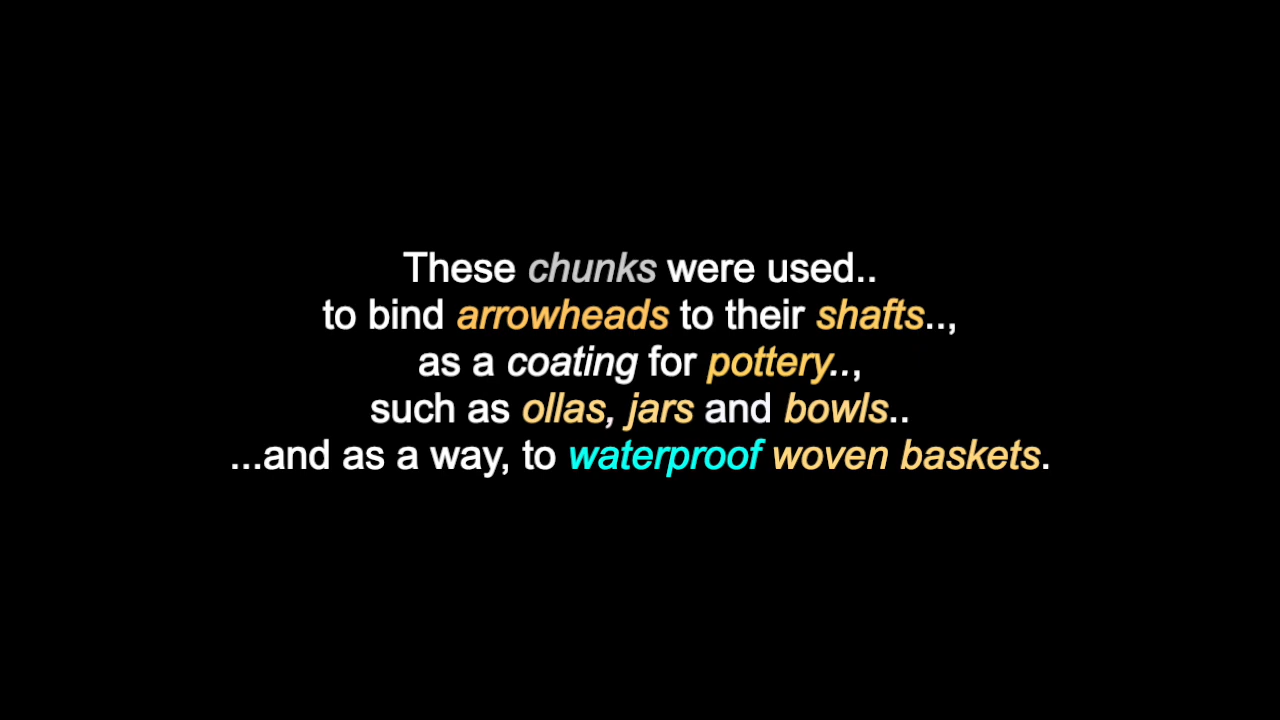 These chunks were used..
to bind arrowheads to their shafts..,
as a coating for pottery..,
such as ollas, jars and bowls..
...and as a way, to waterproof woven baskets.